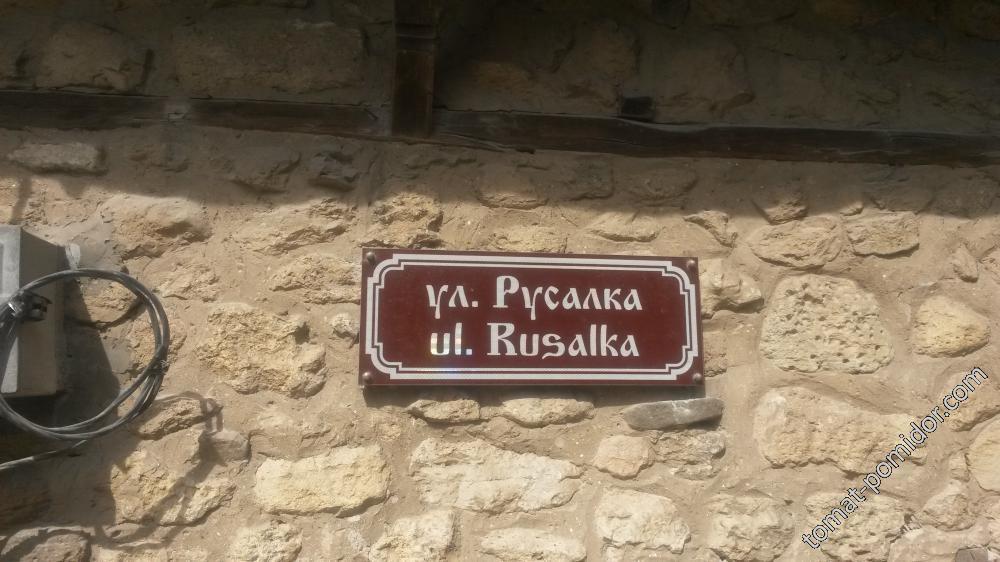 ул. Русалка
ul. Rusalka
tomat-pomidor.com